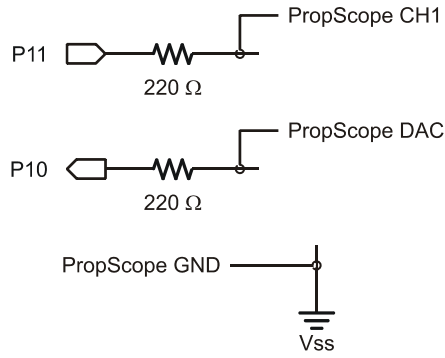 PropScope CH1
P11
220 Ω
PropScope DAC
P10
220 Ω
PropScope GND
Vss